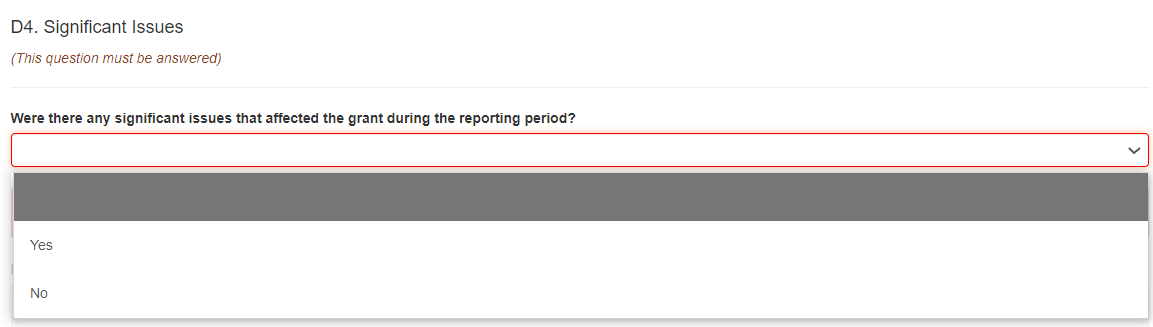 D4. Significant Issues
(This question must be answered)
Were there any significant issues that affected the grant during the reporting period?
Yes
No